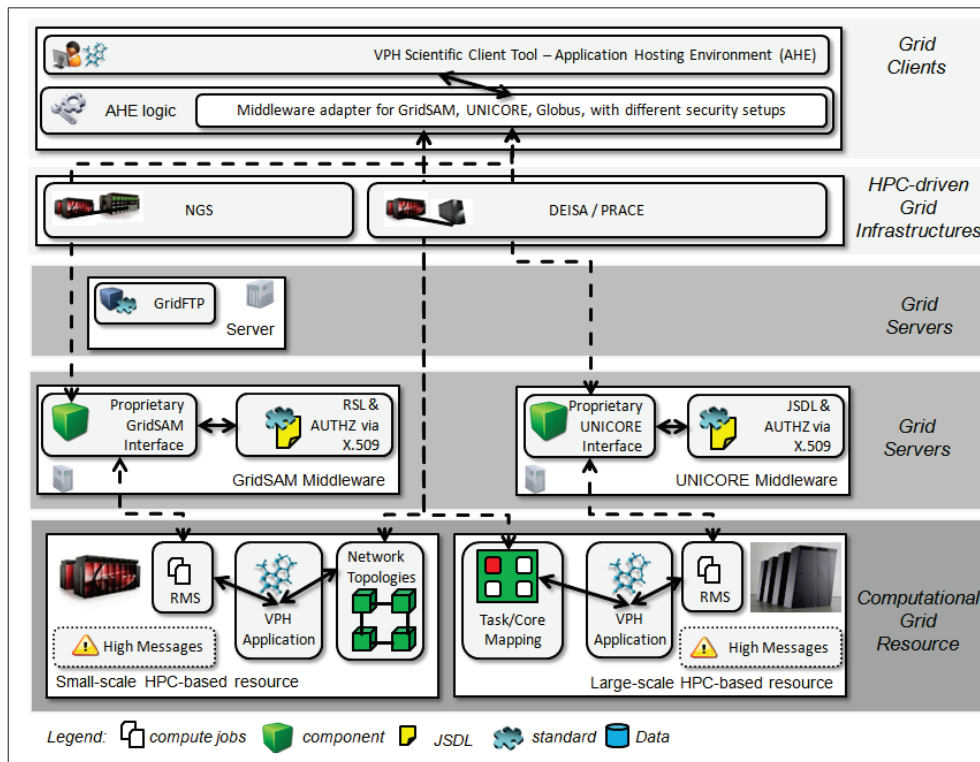 VPH Scientific Client Tool – Application Hosting Environment (AHE)
Grid
Clients
AHE logic
Middleware adapter for GridSAM, UNICORE, Globus, with different security setups
NGS
DEISA / PRACE
HPC-driven
Grid
Infrastructures
GridFTP
Server
Grid
Servers
Proprietary
GridSAM
Interface
RSL &
AUTHZ via
X.509
GridSAM Middleware
Proprietary
UNICORE
Interface
JSDL &
AUTHZ via
X.509
UNICORE Middleware
Grid
Servers
RMS
VPH
Application
Network
Topologies
High Messages
Small-scale HPC-based resource
Task/Core
Mapping
VPH
Application
RMS
High Messages
Large-scale HPC-based resource
Computational
Grid
Resource
Legend: compute jobs component JSDL standard Data